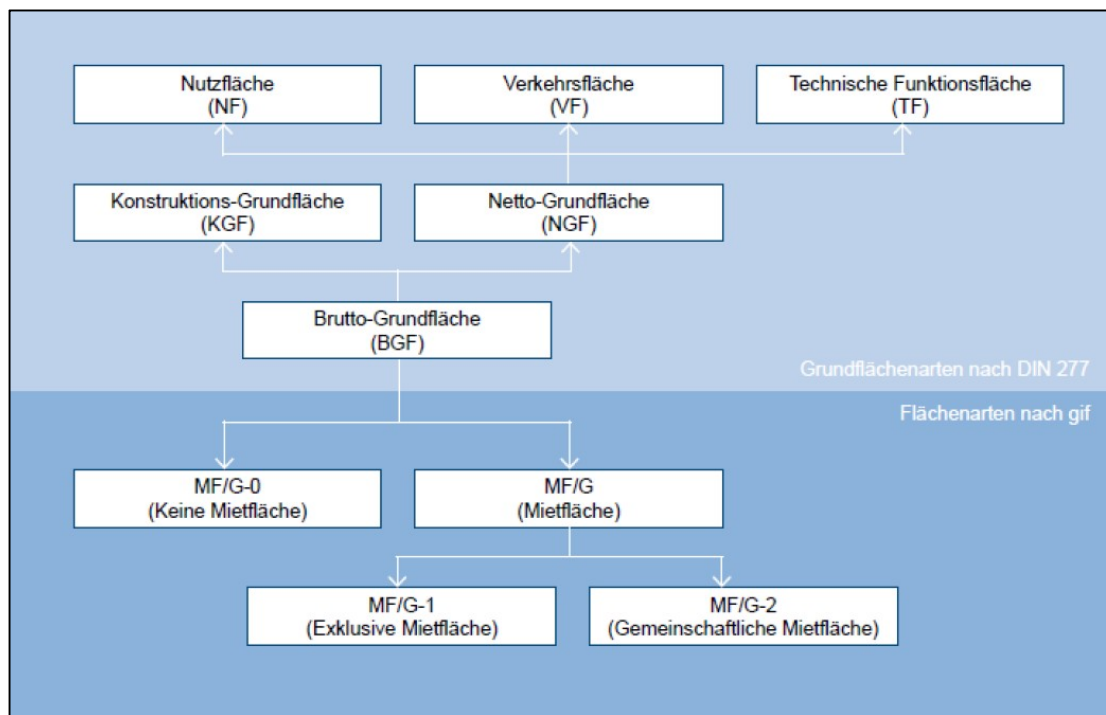 Nutzfläche
(NF)
Verkehrsfläche
(VF)
Technische Funktionsfläche
(TF)
Konstruktions-Grundfläche
(KGF)
Netto-Grundfläche
(NGF)
Brutto-Grundfläche
(BGF)
Grundflächenarten nach DIN 277
Flächenarten nach gif
MF/G-0
(Keine Mietfläche)
MF/G
(Mietfläche)
MF/G-1
(Exklusive Mietfläche)
MF/G-2
(Gemeinschaftliche Mietfläche)